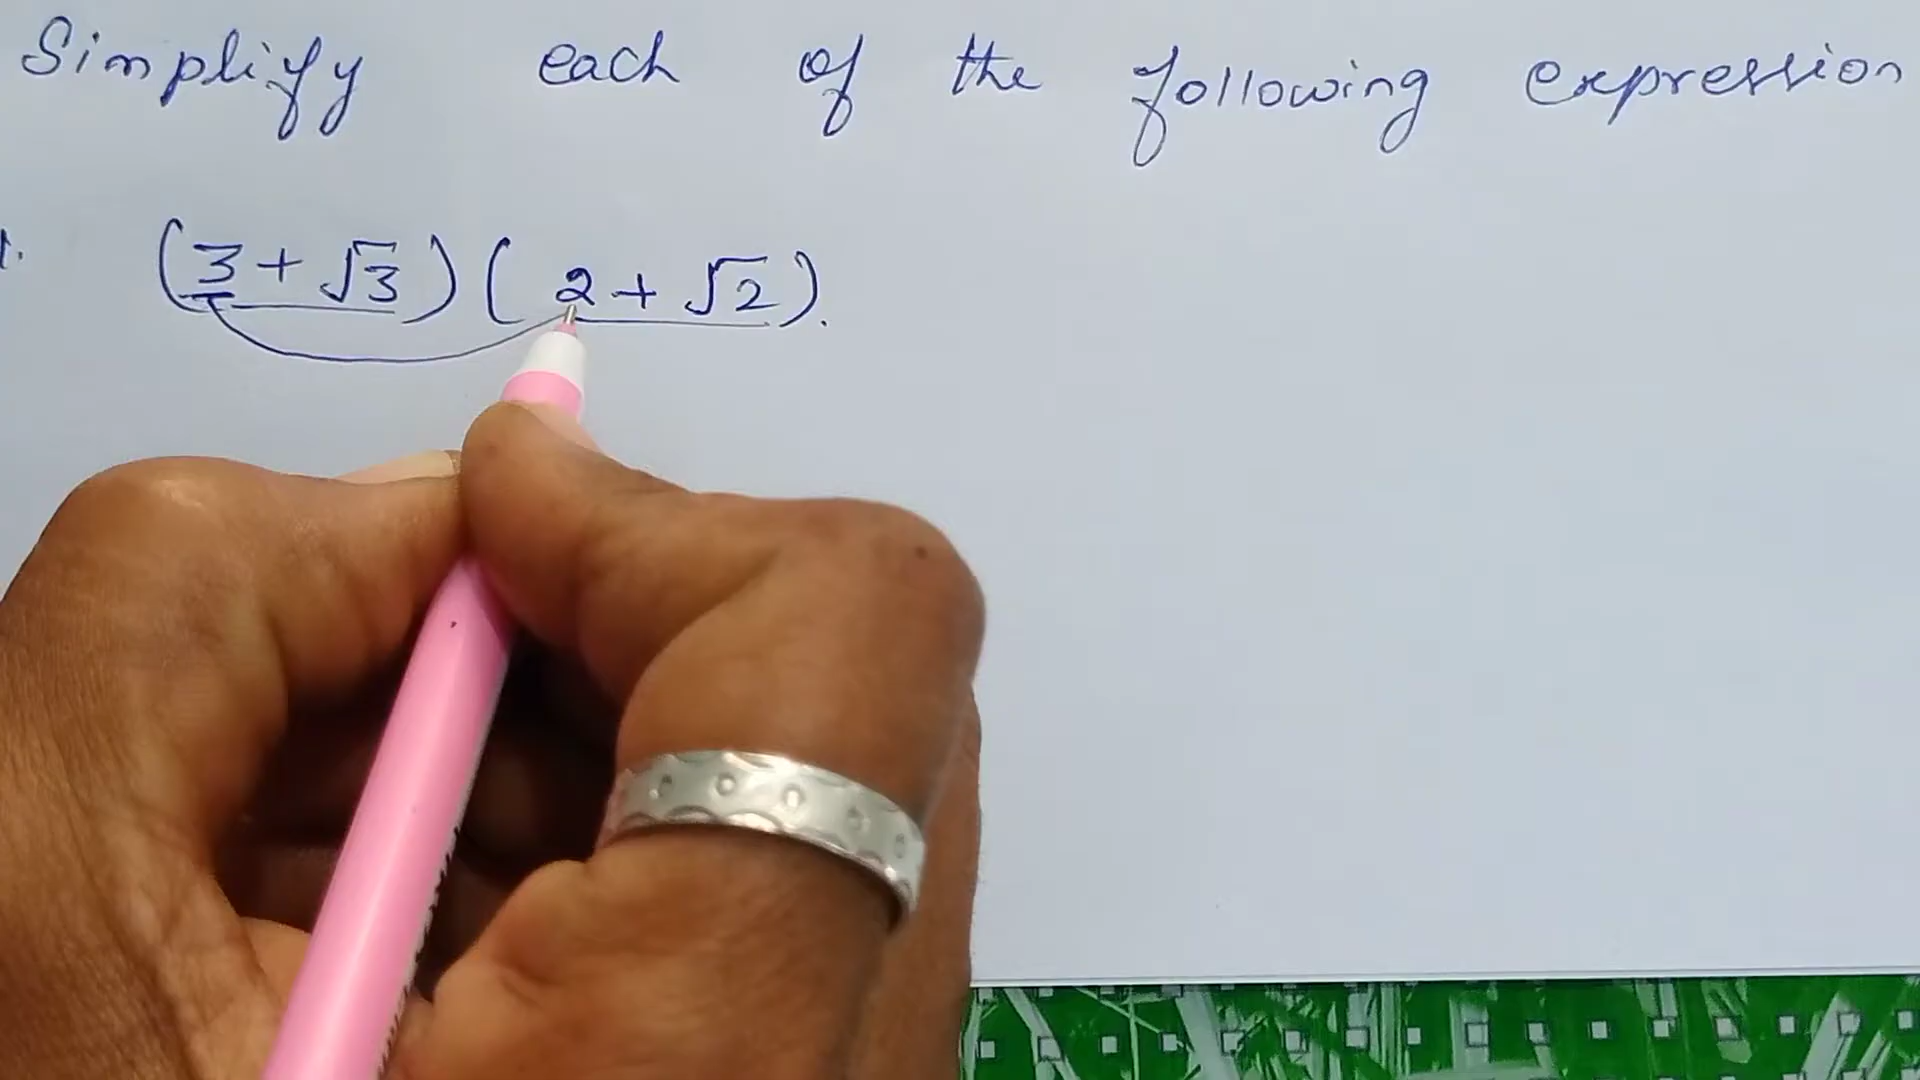 Simplify each of the following expression
1. (3 + √3) ( 2 + √2).